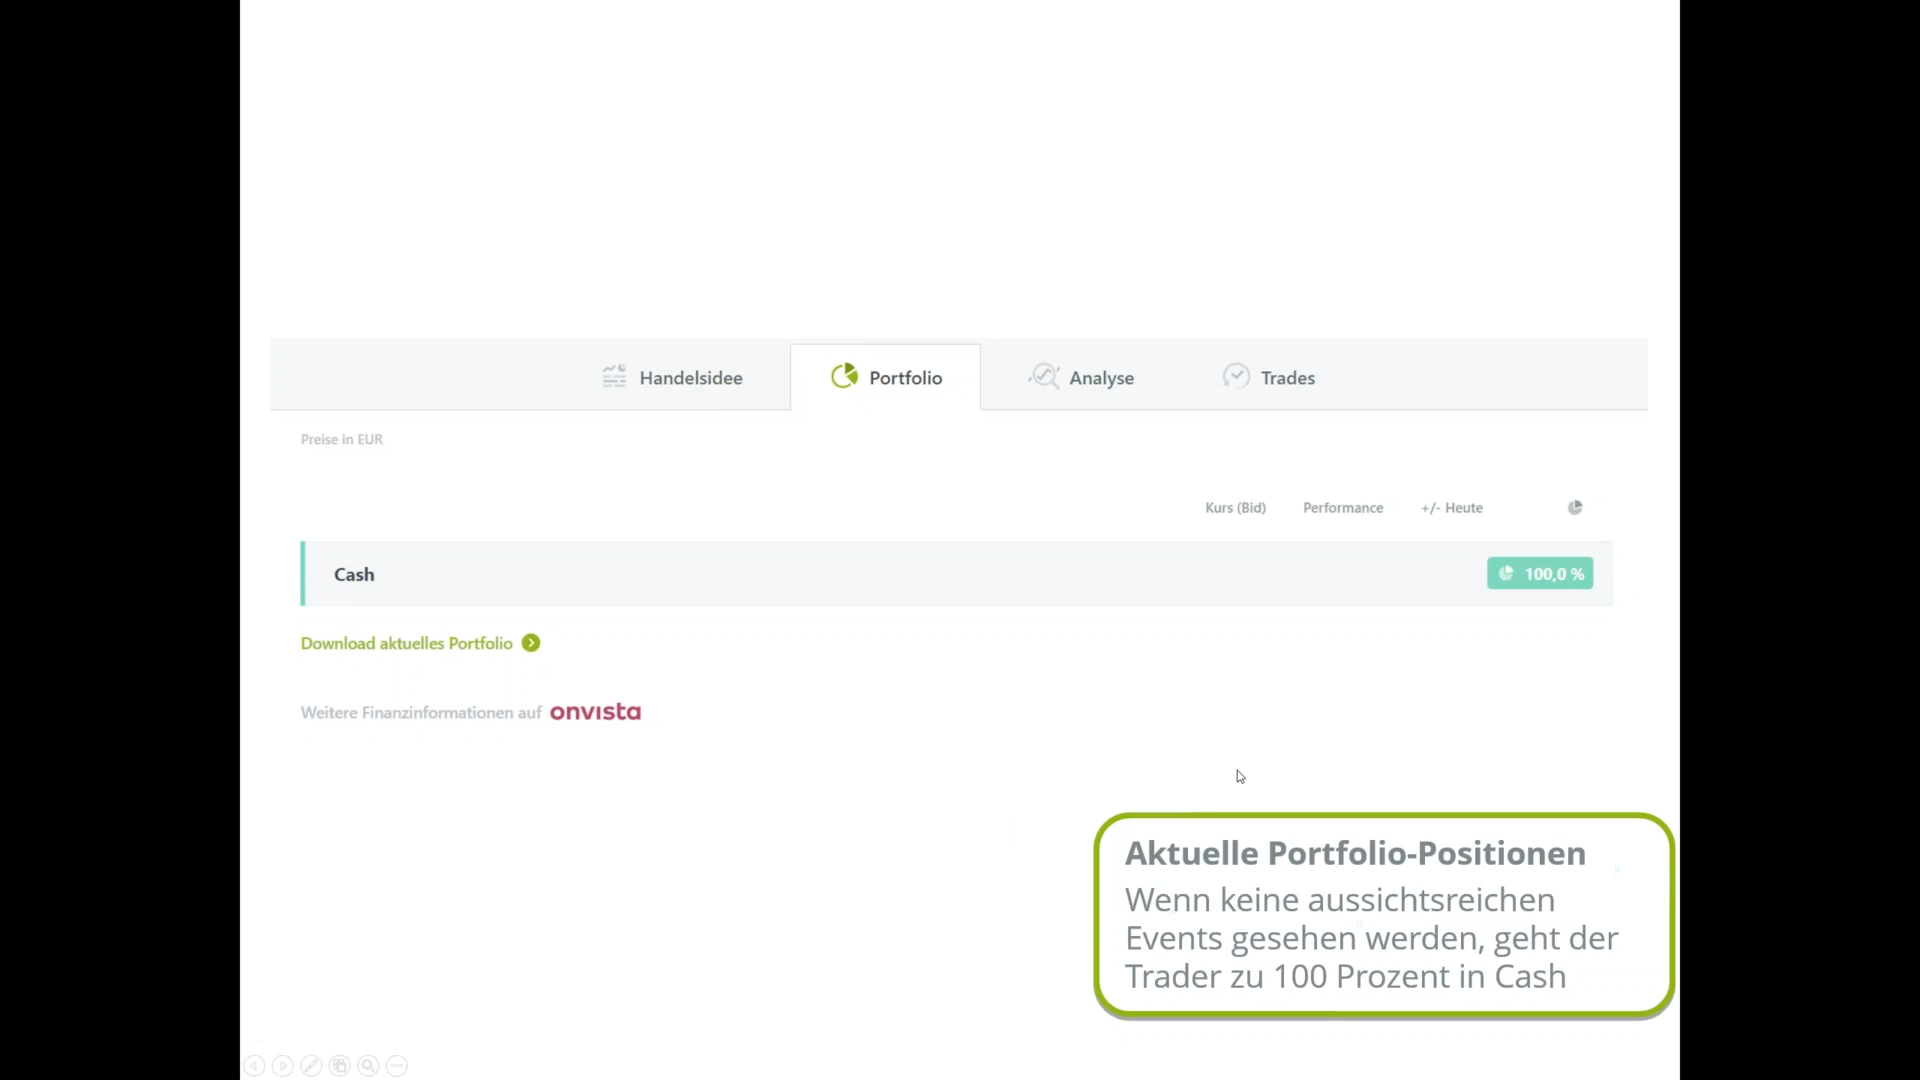 Handelsidee Portfolio Analyse Trades
Preise in EUR
Kurs (Bid) Performance +/- Heute
Cash 100,0 %
Download aktuelles Portfolio
Weitere Finanzinformationen auf onvista
Aktuelle Portfolio-Positionen
Wenn keine aussichtsreichen
Events gesehen werden, geht der
Trader zu 100 Prozent in Cash